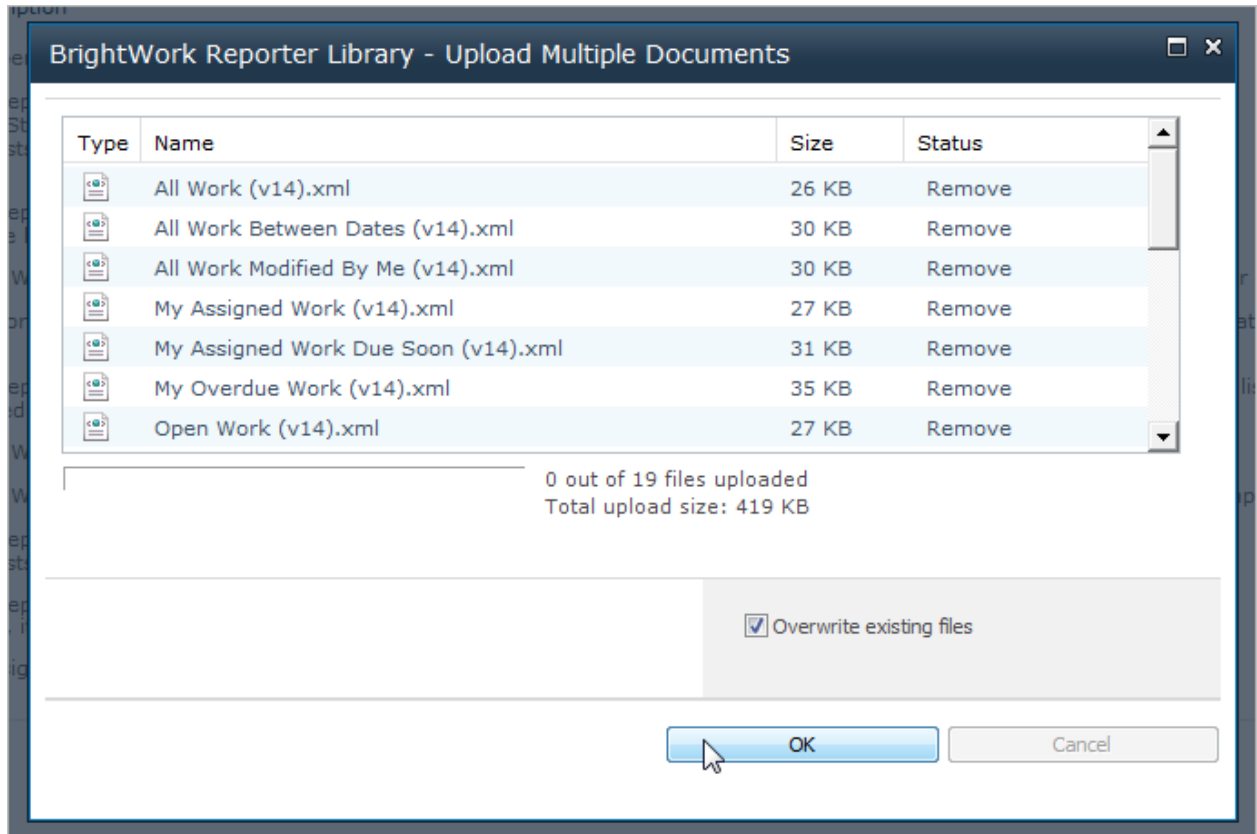 iption
BrightWork Reporter Library - Upload Multiple Documents
Type Name Size Status
All Work (v14).xml 26 KB Remove
All Work Between Dates (v14).xml 30 KB Remove
All Work Modified By Me (v14).xml 30 KB Remove
My Assigned Work (v14).xml 27 KB Remove
My Assigned Work Due Soon (v14).xml 31 KB Remove
My Overdue Work (v14).xml 35 KB Remove
Open Work (v14).xml 27 KB Remove
0 out of 19 files uploaded
Total upload size: 419 KB
Overwrite existing files
OK Cancel